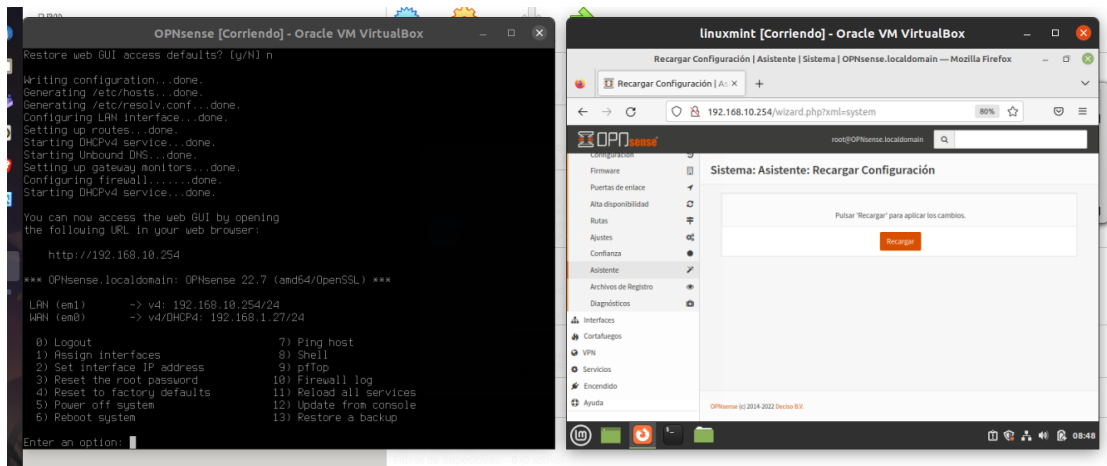 OPNsense [Corriendo] - Oracle VM VirtualBox
Restore web GUI access defaults? [y/N] n
Writing configuration...done.
Generating /etc/hosts...done.
Generating /etc/resolv.conf...done.
Configuring LAN interface...done.
Setting up routes...done.
Starting DHCPv4 service...done.
Starting Unbound DNS...done.
Setting up gateway monitors...done.
Configuring firewall.......done.
Starting DHCPv4 service...done.
You can now access the web GUI by opening
the following URL in your web browser:
http://192.168.10.254
*** OPNsense.localdomain: OPNsense 22.7 (amd64/OpenSSL) ***
LAN (em1) -> v4: 192.168.10.254/24
WAN (em0) -> v4/DHCP4: 192.168.1.27/24
0) Logout 7) Ping host
1) Assign interfaces 8) Shell
2) Set interface IP address 9) pfTop
3) Reset the root password 10) Firewall log
4) Reset to factory defaults 11) Reload all services
5) Power off system 12) Update from console
6) Reboot system 13) Restore a backup
Enter an option:
linuxmint [Corriendo] - Oracle VM VirtualBox
Recargar Configuración | Asistente | Sistema | OPNsense.localdomain — Mozilla Firefox
Recargar Configuración | As
192.168.10.254/wizard.php?xml=system 80%
OPNsense root@OPNsense.localdomain
Configuración
Firmware
Puertas de enlace
Alta disponibilidad
Rutas
Ajustes
Confianza
Asistente
Archivos de Registro
Diagnósticos
Interfaces
Cortafuegos
VPN
Servicios
Encendido
Ayuda
Sistema: Asistente: Recargar Configuración
Pulsar 'Recargar' para aplicar los cambios.
Recargar
OPNsense (c) 2014-2022 Deciso B.V.
08:48